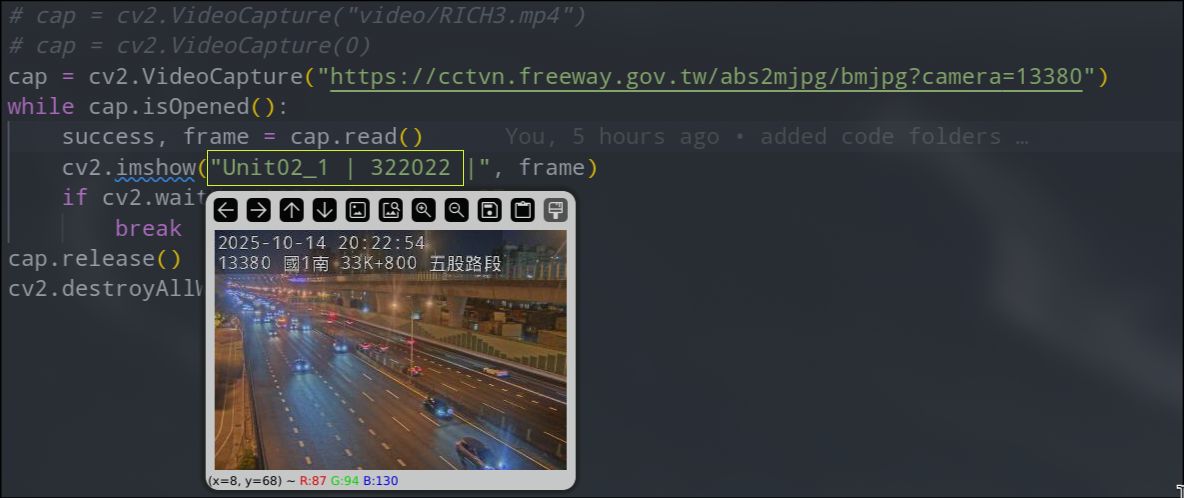 # cap = cv2.VideoCapture("video/RICH3.mp4")
# cap = cv2.VideoCapture(0)
cap = cv2.VideoCapture("https://cctvn.freeway.gov.tw/abs2mjpg/bmjpg?camera=13380")
while cap.isOpened():
success, frame = cap.read() You, 5 hours ago • added code folders …
cv2.imshow("Unit02_1 | 322022 |", frame)
if cv2.wait
break
cap.release()
cv2.destroyAllW
2025-10-14 20:22:54
13380 國1南 33K+800 五股路段
(x=8, y=68) ~ R:87 G:94 B:130